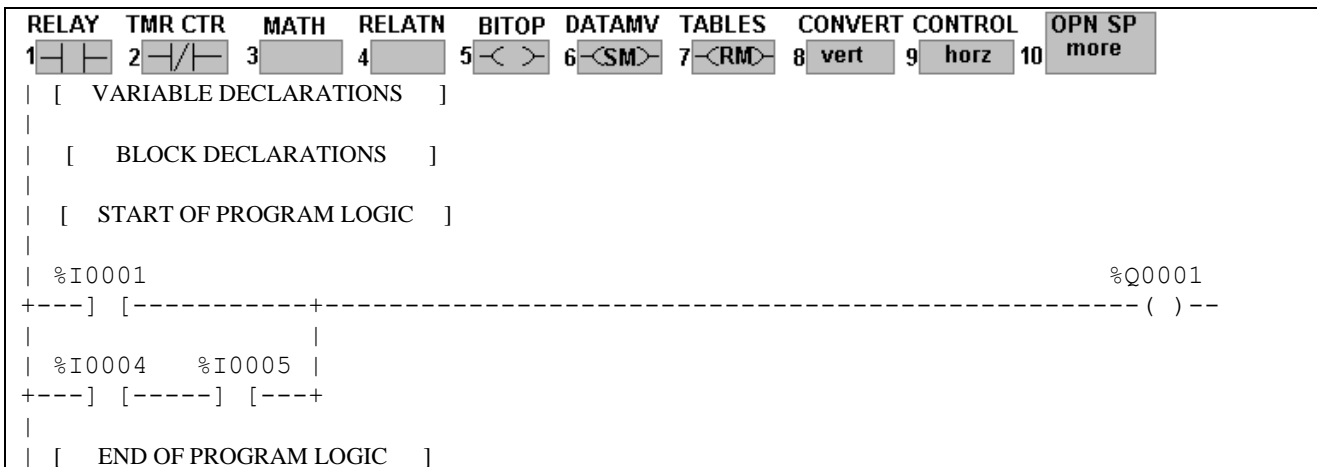 RELAY TMR CTR MATH RELATN BITOP DATAMV TABLES CONVERT CONTROL OPN SP
1 ─┤ ├─ 2 ─┤/├─ 3 4 5 ─< >─ 6 ─<SM>─ 7 ─<RM>─ 8 vert 9 horz 10 more
| [ VARIABLE DECLARATIONS ]
|
| [ BLOCK DECLARATIONS ]
|
| [ START OF PROGRAM LOGIC ]
|
| %I0001 %Q0001
+---] [-----------+---------------------------------------------------( )--
| |
| %I0004 %I0005 |
+---] [-----] [---+
|
| [ END OF PROGRAM LOGIC ]